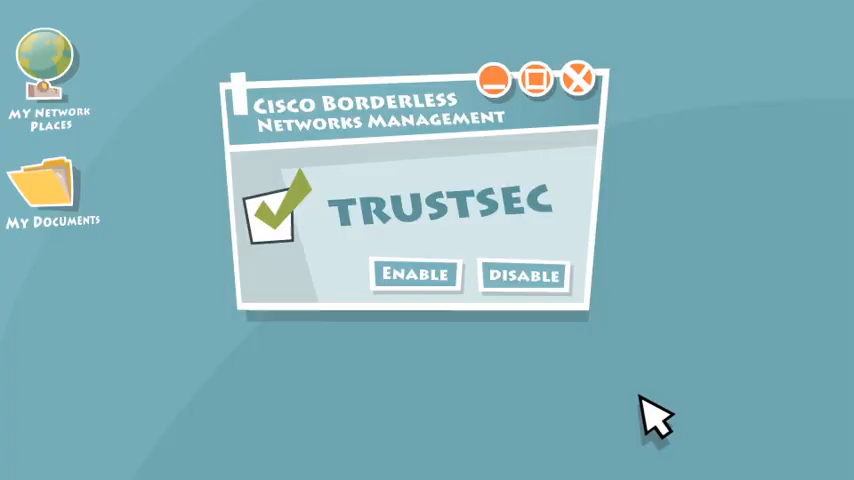 MY NETWORK
PLACES
MY DOCUMENTS
CISCO BORDERLESS
NETWORKS MANAGEMENT
TRUSTSEC
ENABLE
DISABLE